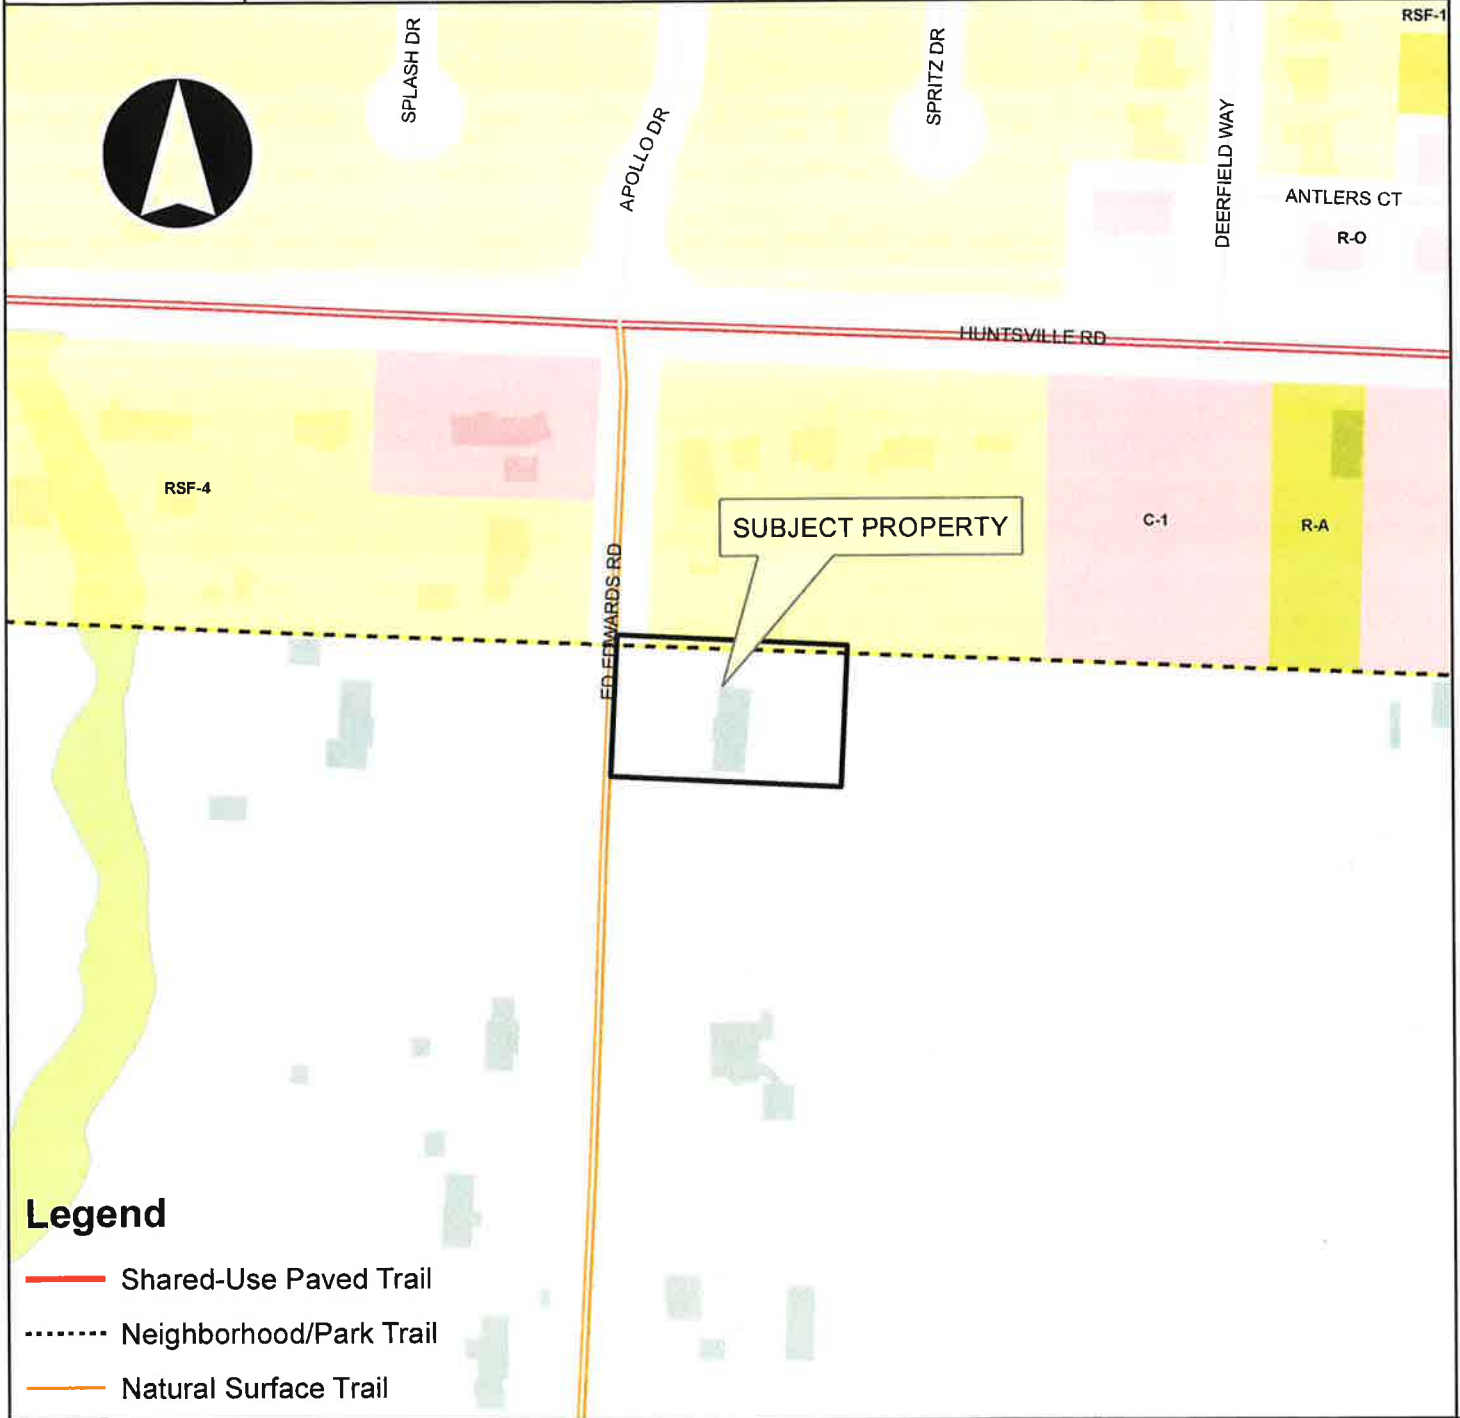 RSF-1
SPLASH DR
APOLLO DR
SPRITZ DR
DEERFIELD WAY
ANTLERS CT
R-O
HUNTSVILLE RD
RSF-4
SUBJECT PROPERTY
C-1
R-A
ED EDWARDS RD
Legend
Shared-Use Paved Trail
Neighborhood/Park Trail
Natural Surface Trail